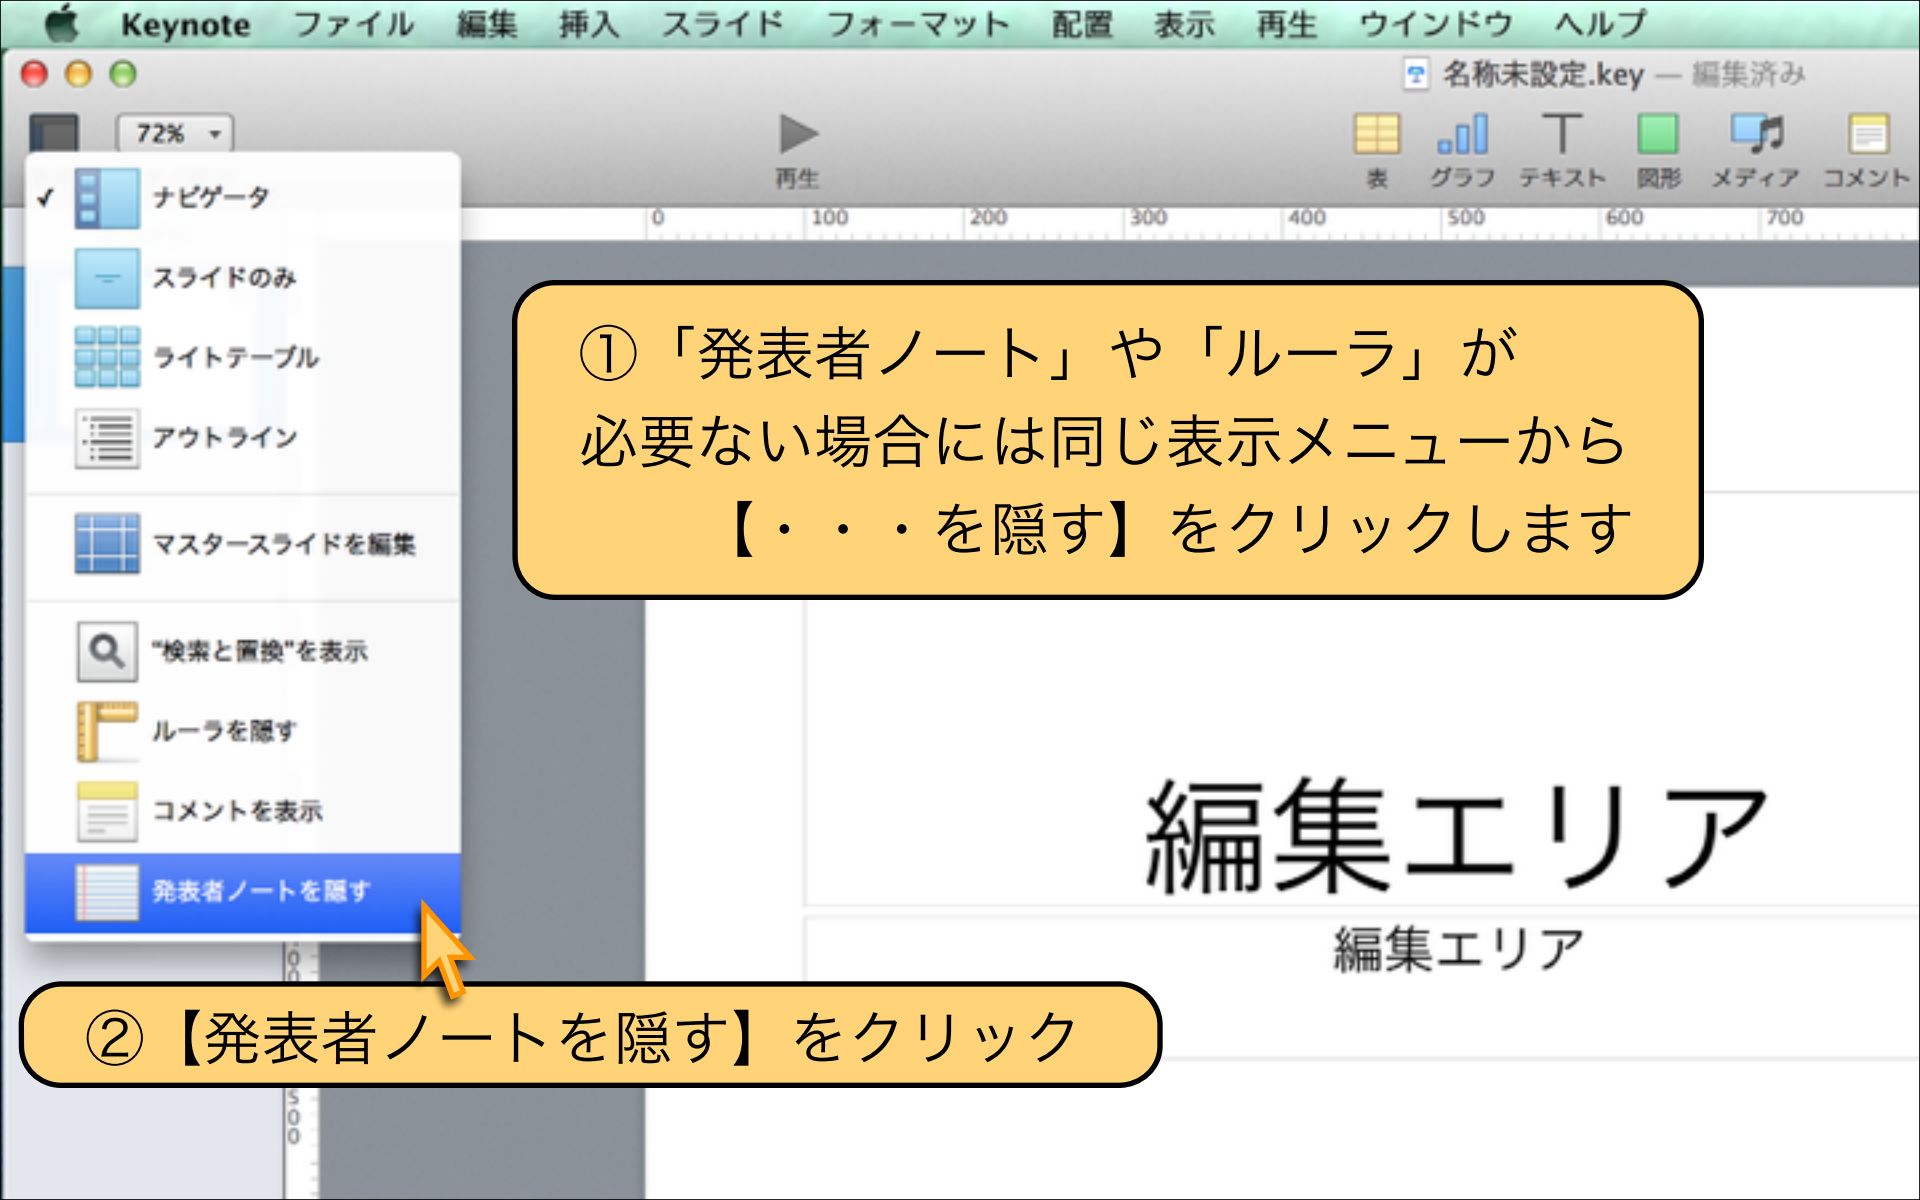 Keynote ファイル 編集 挿入 スライド フォーマット 配置 表示 再生 ウインドウ ヘルプ
名称未設定.key — 編集済み
72%
再生
表 グラフ テキスト 図形 メディア コメント
0 100 200 300 400 500 600 700
✓ ナビゲータ
スライドのみ
ライトテーブル
アウトライン
マスタースライドを編集
"検索と置換"を表示
ルーラを隠す
コメントを表示
発表者ノートを隠す
①「発表者ノート」や「ルーラ」が
必要ない場合には同じ表示メニューから
【・・・を隠す】をクリックします
編集エリア
編集エリア
②【発表者ノートを隠す】をクリック
500